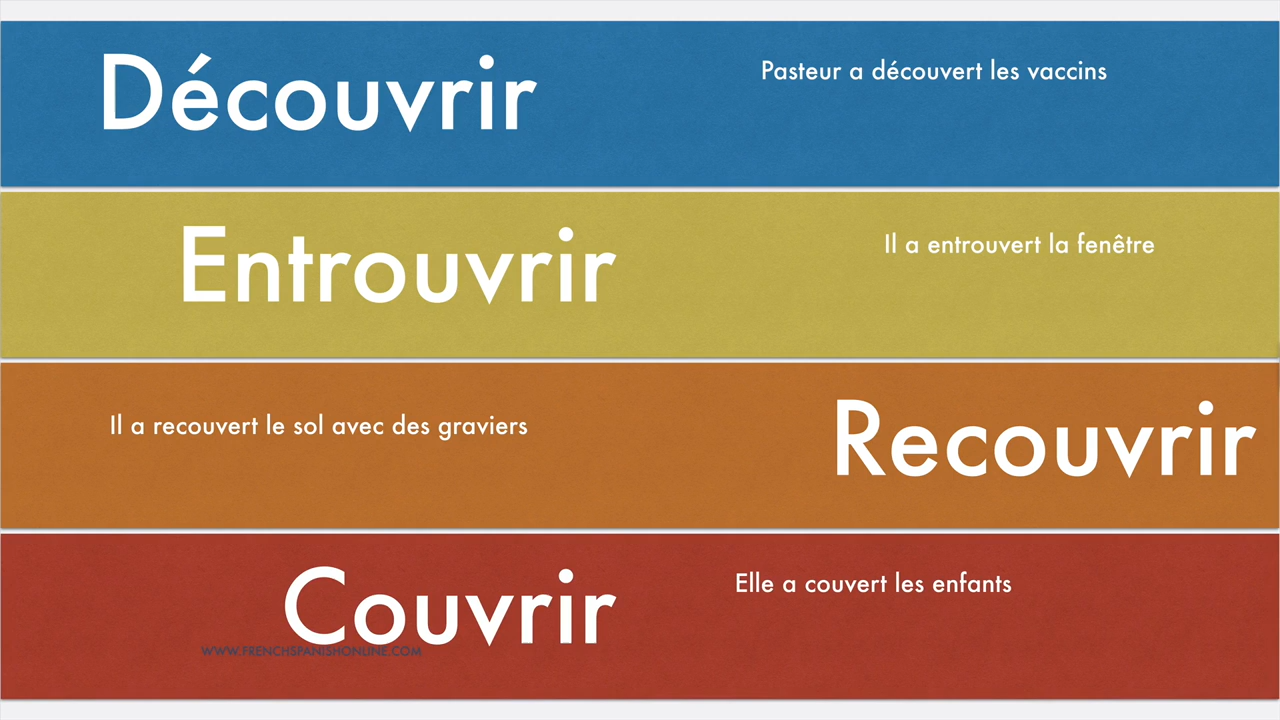 Découvrir
Pasteur a découvert les vaccins
Entrouvrir
Il a entrouvert la fenêtre
Il a recouvert le sol avec des graviers
Recouvrir
Couvrir
Elle a couvert les enfants
WWW.FRENCHSPANISHONLINE.COM